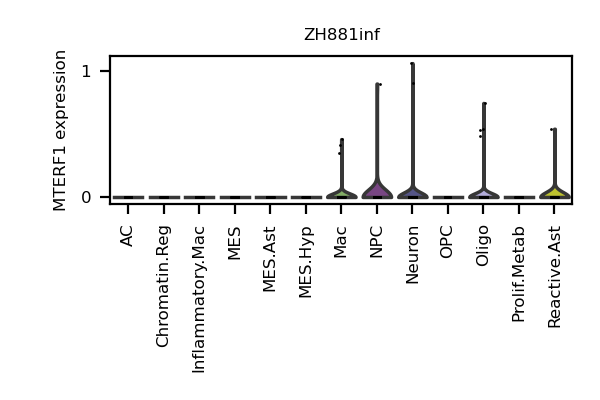 ZH881inf
MTERF1 expression
1
0
AC
Chromatin.Reg
Inflammatory.Mac
MES
MES.Ast
MES.Hyp
Mac
NPC
Neuron
OPC
Oligo
Prolif.Metab
Reactive.Ast